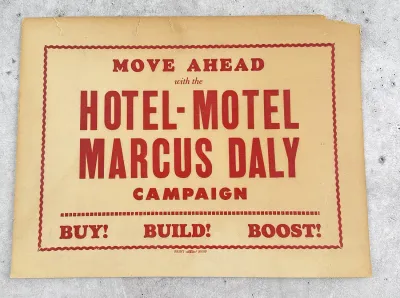 MOVE AHEAD
with the
HOTEL-MOTEL
MARCUS DALY
CAMPAIGN
BUY! BUILD! BOOST!